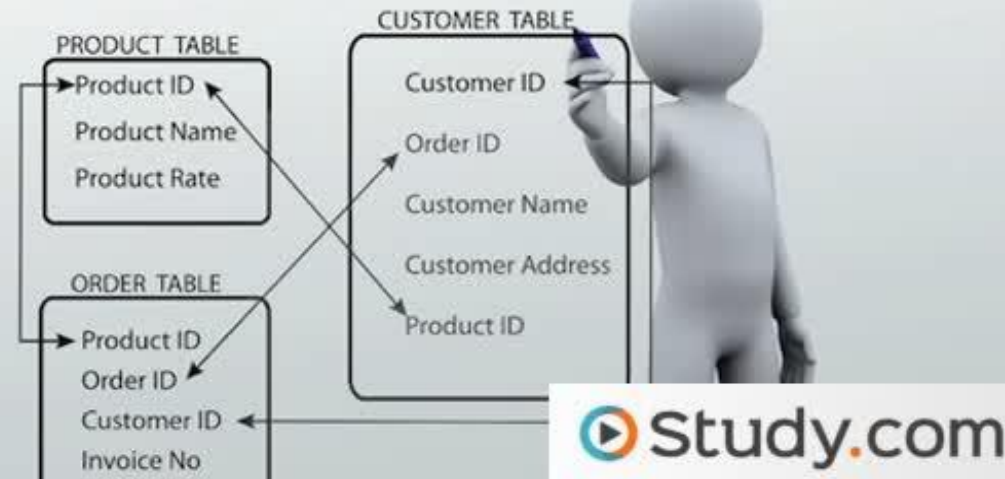 PRODUCT TABLE
Product ID
Product Name
Product Rate
CUSTOMER TABLE
Customer ID
Order ID
Customer Name
Customer Address
Product ID
ORDER TABLE
Product ID
Order ID
Customer ID
Invoice No
Study.com